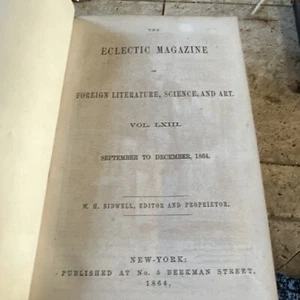 THE
ECLECTIC MAGAZINE
OF
FOREIGN LITERATURE, SCIENCE, AND ART.
VOL. LXIII.
SEPTEMBER TO DECEMBER, 1864.
W. H. BIDWELL, EDITOR AND PROPRIETOR.
NEW-YORK:
PUBLISHED AT No. 5 BEEKMAN STREET,
1864.